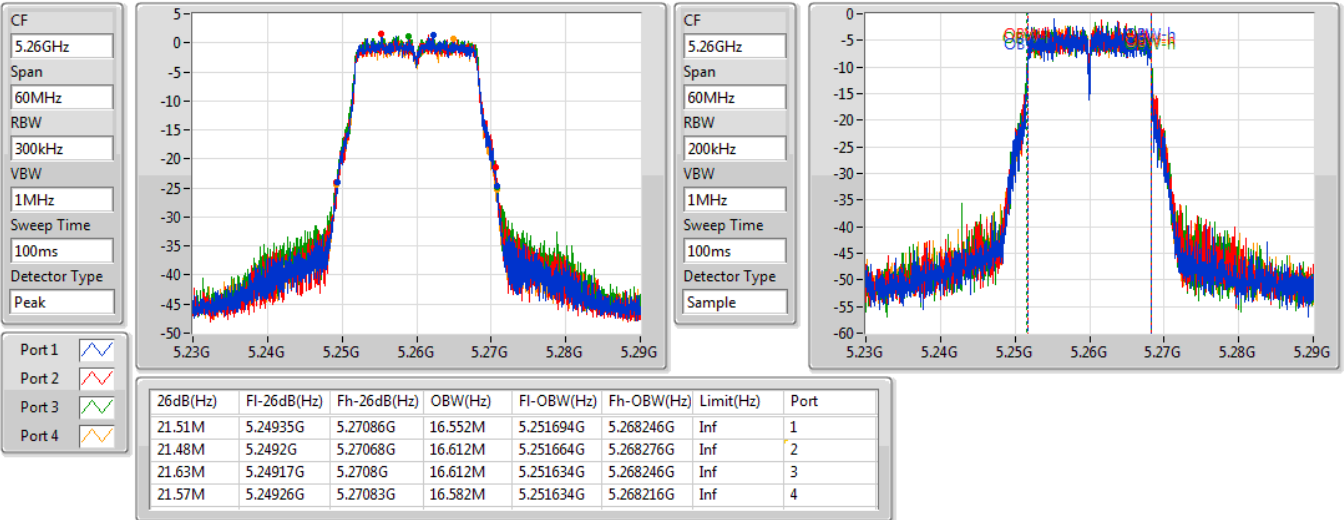 CF
5.26GHz
Span
60MHz
RBW
300kHz
VBW
1MHz
Sweep Time
100ms
Detector Type
Peak
5
0
-5
-10
-15
-20
-25
-30
-35
-40
-45
-50
5.23G 5.24G 5.25G 5.26G 5.27G 5.28G 5.29G
CF
5.26GHz
Span
60MHz
RBW
200kHz
VBW
1MHz
Sweep Time
100ms
Detector Type
Sample
0
-5
-10
-15
-20
-25
-30
-35
-40
-45
-50
-55
-60
5.23G 5.24G 5.25G 5.26G 5.27G 5.28G 5.29G
Port 1
Port 2
Port 3
Port 4
26dB(Hz) Fl-26dB(Hz) Fh-26dB(Hz) OBW(Hz) Fl-OBW(Hz) Fh-OBW(Hz) Limit(Hz) Port
21.51M 5.24935G 5.27086G 16.552M 5.251694G 5.268246G Inf 1
21.48M 5.2492G 5.27068G 16.612M 5.251664G 5.268276G Inf 2
21.63M 5.24917G 5.2708G 16.612M 5.251634G 5.268246G Inf 3
21.57M 5.24926G 5.27083G 16.582M 5.251634G 5.268216G Inf 4